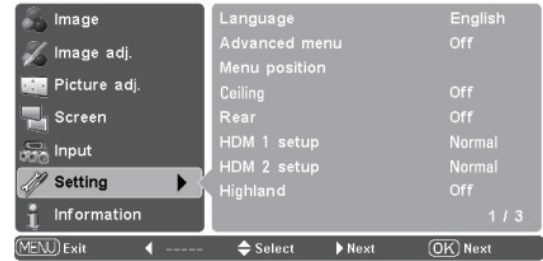 Image
Image adj.
Picture adj.
Screen
Input
Setting
Information
Language English
Advanced menu Off
Menu position
Ceiling Off
Rear Off
HDM 1 setup Normal
HDM 2 setup Normal
Highland Off
1 / 3
MENU Exit ◀ ----- Select ▶ Next OK Next